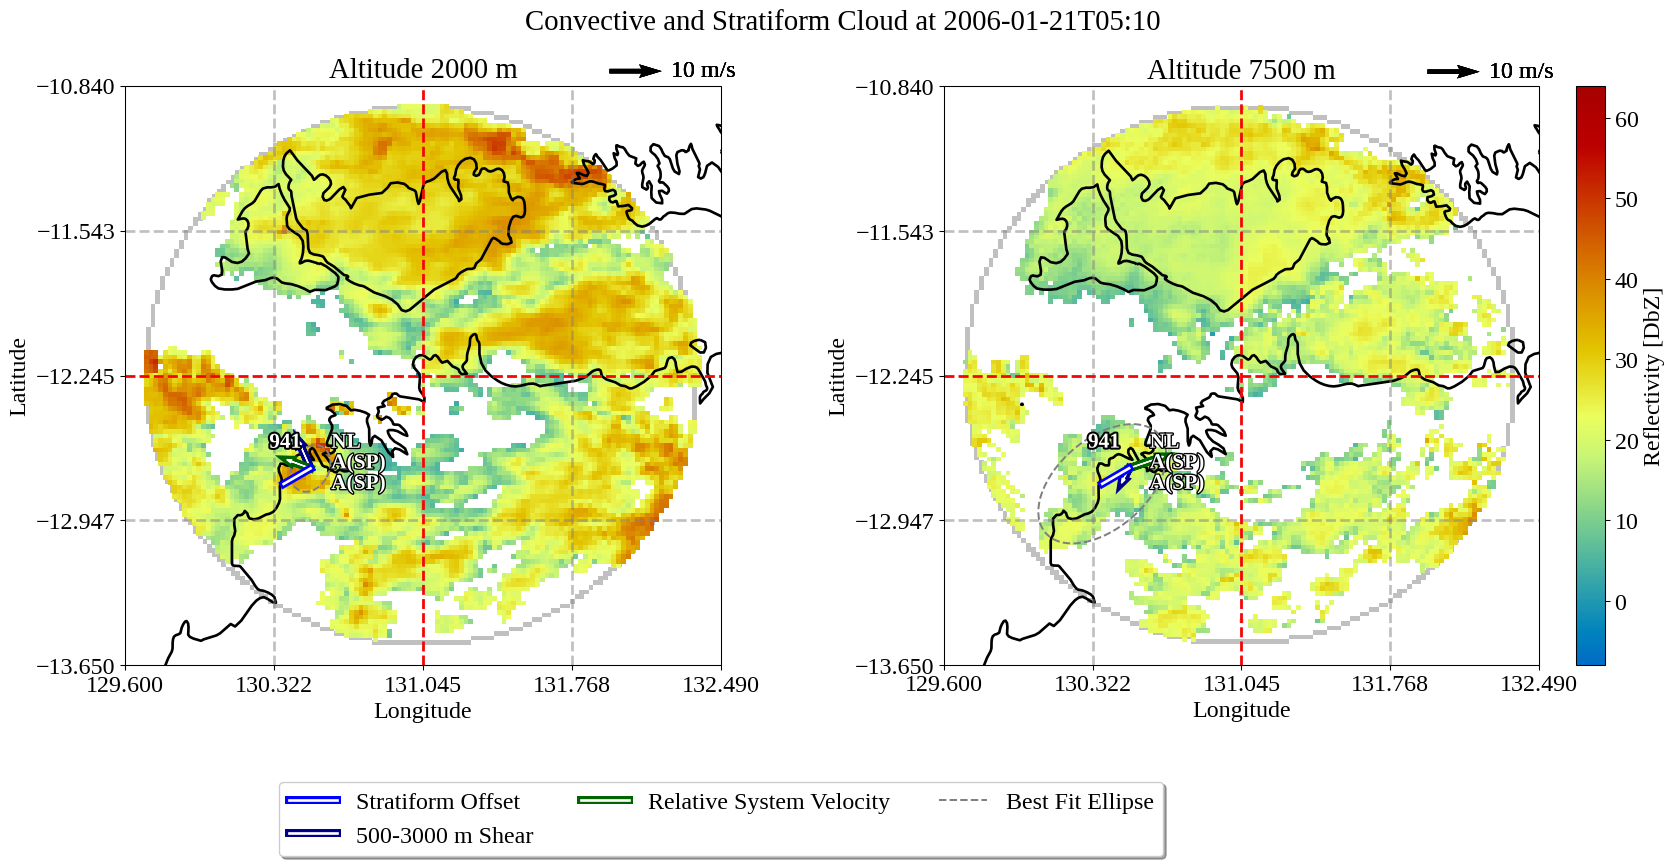 Convective and Stratiform Cloud at 2006-01-21T05:10
Altitude 2000 m
10 m/s
Altitude 7500 m
10 m/s
−10.840
−11.543
−12.245
−12.947
−13.650
Latitude
129.600
130.322
131.045
131.768
132.490
Longitude
941
NL
A(SP)
A(SP)
−10.840
−11.543
−12.245
−12.947
−13.650
Latitude
129.600
130.322
131.045
131.768
132.490
Longitude
941
NL
A(SP)
A(SP)
60
50
40
30
20
10
0
Reflectivity [DbZ]
Stratiform Offset
Relative System Velocity
Best Fit Ellipse
500-3000 m Shear